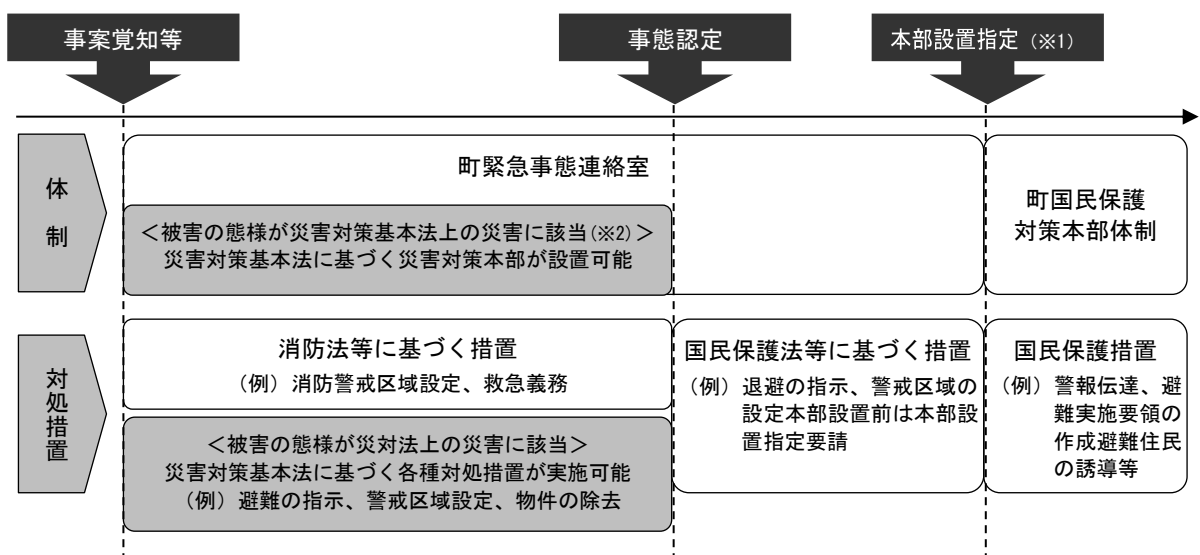 事案覚知等
事態認定
本部設置指定（※1）
体
制
町緊急事態連絡室
＜被害の態様が災害対策基本法上の災害に該当(※2)＞
災害対策基本法に基づく災害対策本部が設置可能
町国民保護
対策本部体制
対処措置
消防法等に基づく措置
（例）消防警戒区域設定、救急義務
＜被害の態様が災対法上の災害に該当＞
災害対策基本法に基づく各種対処措置が実施可能
（例）避難の指示、警戒区域設定、物件の除去
国民保護法等に基づく措置
（例）退避の指示、警戒区域の
設定本部設置前は本部設
置指定要請
国民保護措置
（例）警報伝達、避
難実施要領の
作成避難住民
の誘導等